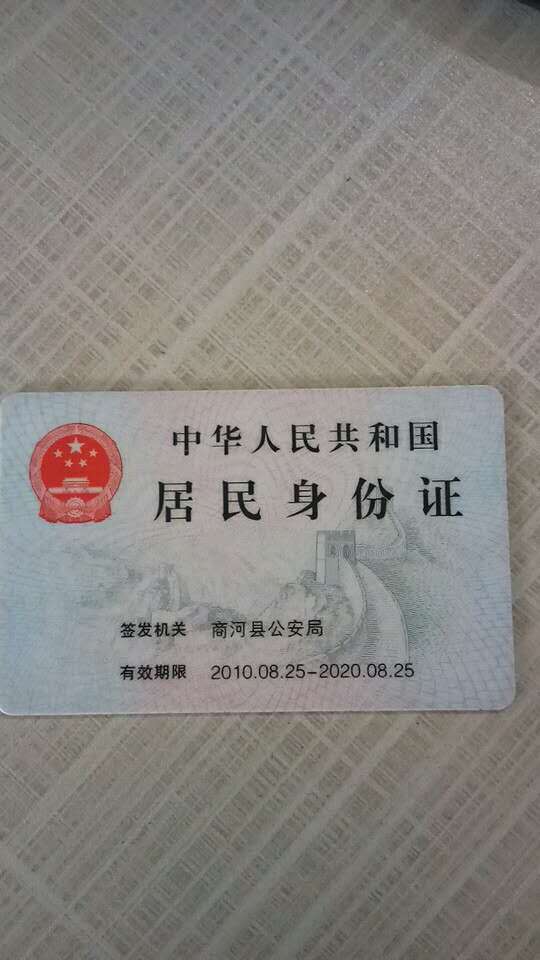 中华人民共和国
居民身份证
签发机关 商河县公安局
有效期限 2010.08.25-2020.08.25